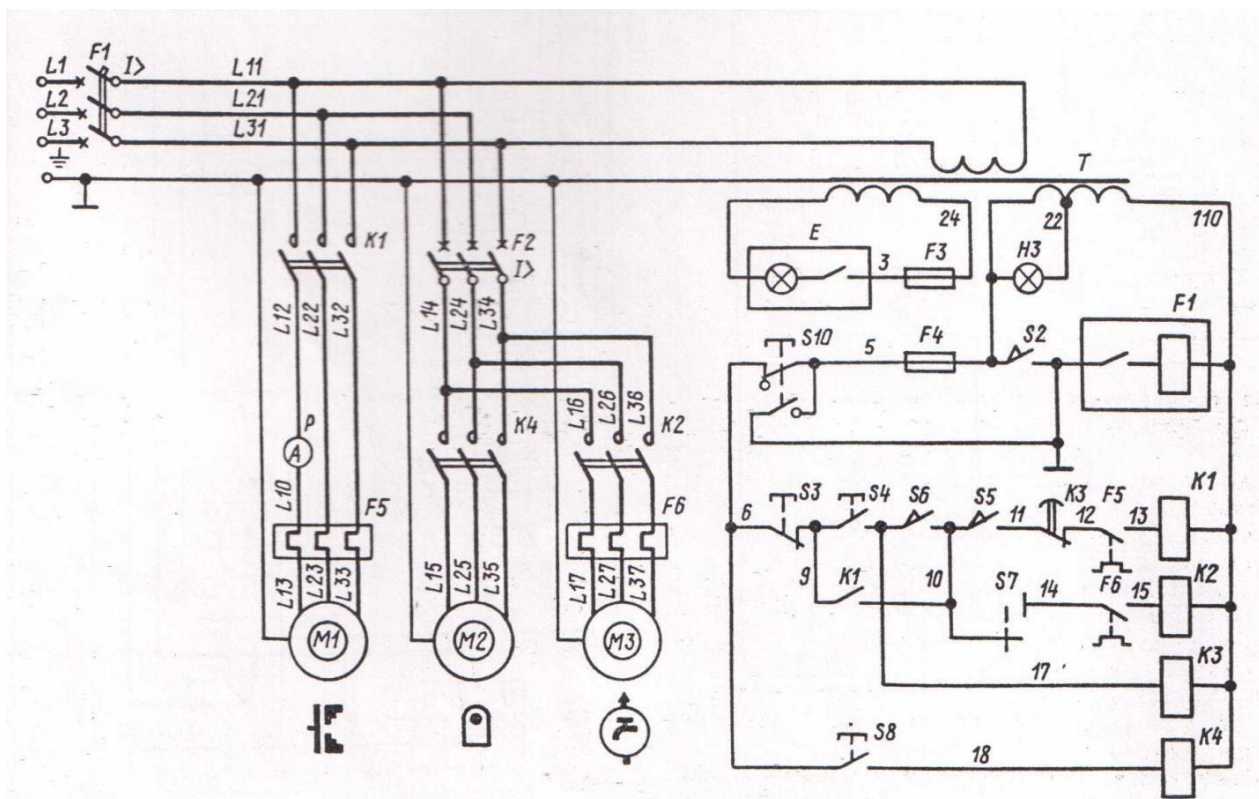 L1 F1 I> L11
L2 L21
L3 L31
T
24 22 110
K1 F2 I>
E 3 F3 H3
L12 L22 L32 L14 L24 L34
S10 5 F4 S2 F1
L16 L26 L36
P
A
K4 K2
L10 F5 F6
6 S3 S4 S6 S5 11 K3 12 F5 13 K1
L13 L23 L33 L15 L25 L35 L17 L27 L37
9 K1 10 S7 14 F6 15 K2
M1 M2 M3
17 K3
S8 18 K4